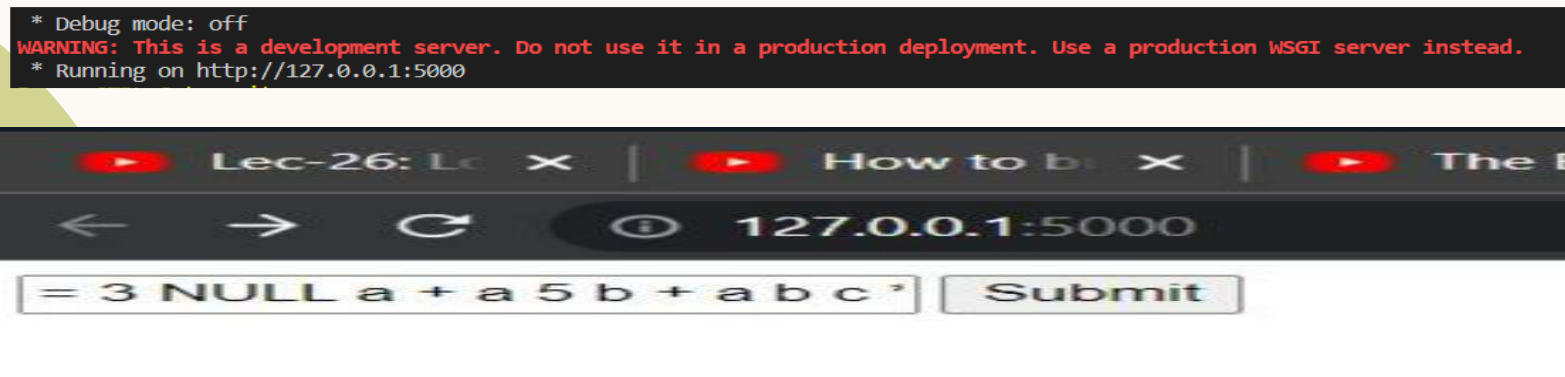 * Debug mode: off
WARNING: This is a development server. Do not use it in a production deployment. Use a production WSGI server instead.
* Running on http://127.0.0.1:5000
Lec-26: How to b The
127.0.0.1:5000
= 3 NULL a + a 5 b + a b c ’ Submit